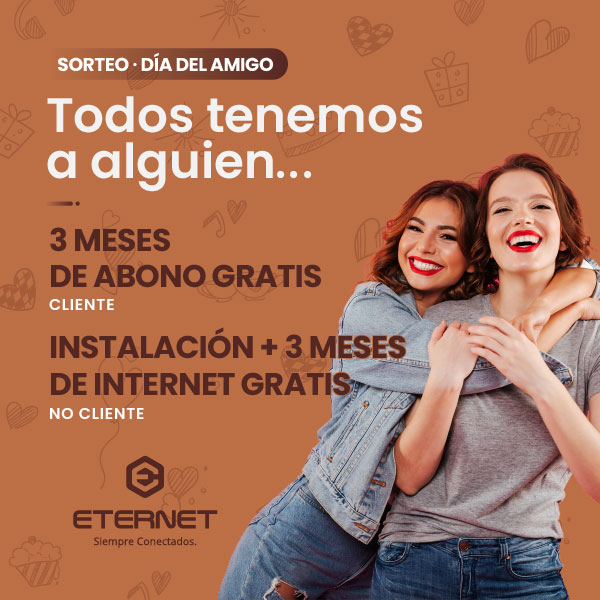 SORTEO · DÍA DEL AMIGO
Todos tenemos
a alguien...
3 MESES
DE ABONO GRATIS
CLIENTE
INSTALACIÓN + 3 MESES
DE INTERNET GRATIS
NO CLIENTE
ETERNET
Siempre Conectados.